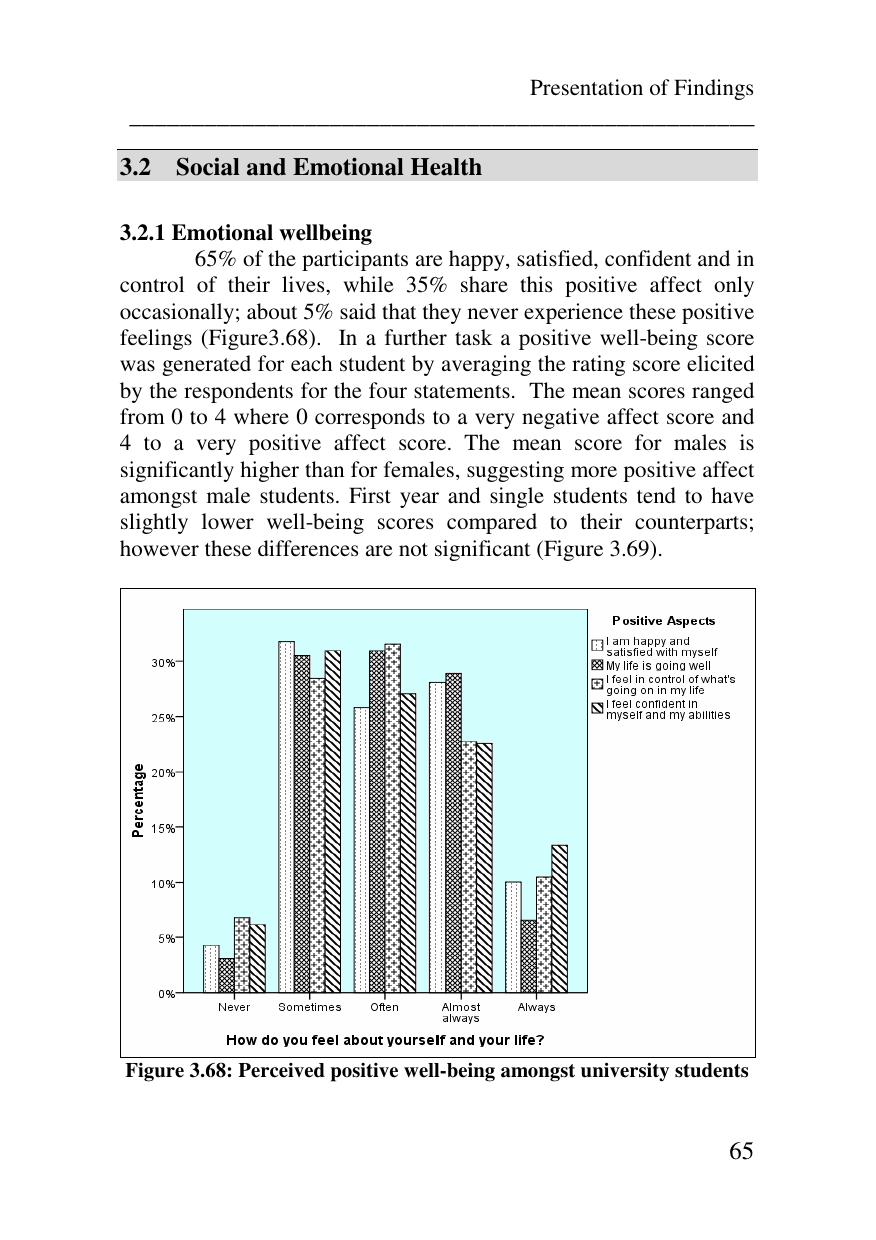 Presentation of Findings
3.2 Social and Emotional Health
3.2.1 Emotional wellbeing
65% of the participants are happy, satisfied, confident and in
control of their lives, while 35% share this positive affect only
occasionally; about 5% said that they never experience these positive
feelings (Figure3.68). In a further task a positive well-being score
was generated for each student by averaging the rating score elicited
by the respondents for the four statements. The mean scores ranged
from 0 to 4 where 0 corresponds to a very negative affect score and
4 to a very positive affect score. The mean score for males is
significantly higher than for females, suggesting more positive affect
amongst male students. First year and single students tend to have
slightly lower well-being scores compared to their counterparts;
however these differences are not significant (Figure 3.69).
Positive Aspects
I am happy and
satisfied with myself
My life is going well
I feel in control of what's
going on in my life
I feel confident in
myself and my abilities
Percentage
30%
25%
20%
15%
10%
5%
0%
Never Sometimes Often Almost always Always
How do you feel about yourself and your life?
Figure 3.68: Perceived positive well-being amongst university students
65